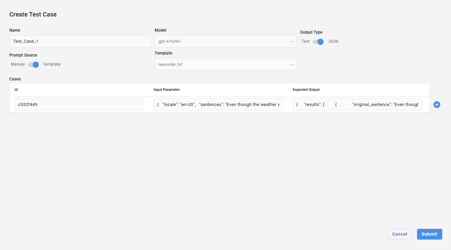 Create Test Case
Name
Model
Output Type
Test_Case_1
gpt-4-turbo
Text
JSON
Prompt Source
Template
Manual
Template
reworder.txt
Cases
Id
Input Parameter
Expected Output
c532f449
{ "locale": "en-US", "sentences": "Even though the weather
{ "results": [ { "original_sentence": "Even though
Cancel
Submit